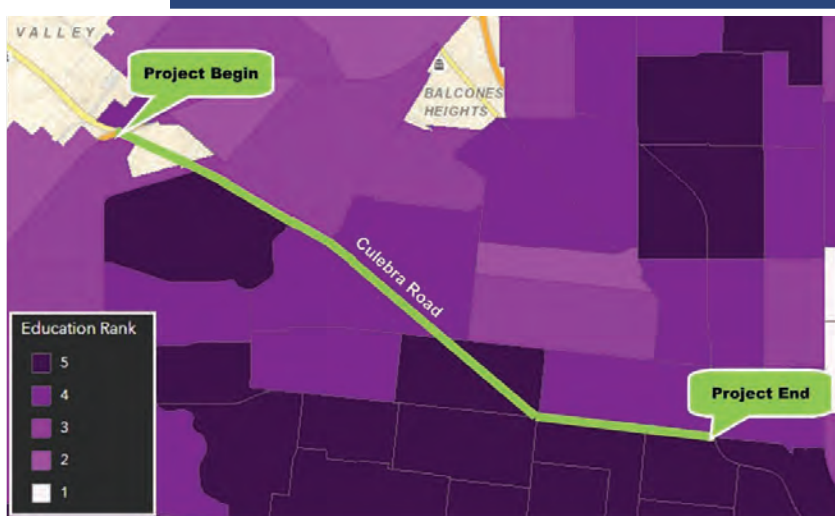 VALLEY
Project Begin
BALCONES
HEIGHTS
Culebra Road
Education Rank
5
4
3
2
1
Project End